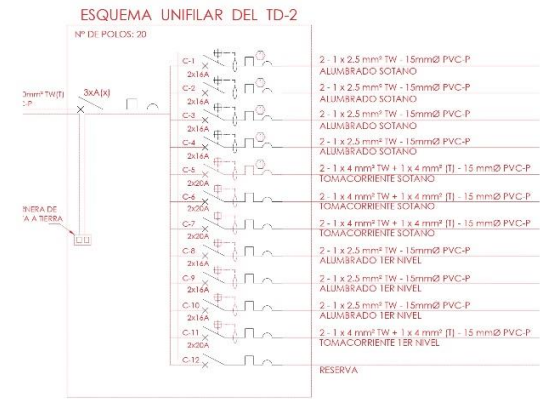 ESQUEMA UNIFILAR DEL TD-2
Nº DE POLOS: 20
C-1
2x16A
2 - 1 x 2.5 mm² TW - 15mmØ PVC-P
ALUMBRADO SOTANO
C-2
2x16A
2 - 1 x 2.5 mm² TW - 15mmØ PVC-P
ALUMBRADO SOTANO
mm² TW(T)
3xA(x)
C-3
2x16A
2 - 1 x 2.5 mm² TW - 15mmØ PVC-P
ALUMBRADO SOTANO
C-4
2x16A
2 - 1 x 2.5 mm² TW - 15mmØ PVC-P
ALUMBRADO SOTANO
C-5
2x20A
2 - 1 x 4 mm² TW + 1 x 4 mm² (T) - 15 mmØ PVC-P
TOMACORRIENTE SOTANO
C-6
2x20A
2 - 1 x 4 mm² TW + 1 x 4 mm² (T) - 15 mmØ PVC-P
TOMACORRIENTE SOTANO
C-7
2x20A
2 - 1 x 4 mm² TW + 1 x 4 mm² (T) - 15 mmØ PVC-P
TOMACORRIENTE SOTANO
NERA DE
A A TIERRA
C-8
2x16A
2 - 1 x 2.5 mm² TW - 15mmØ PVC-P
ALUMBRADO 1ER NIVEL
C-9
2x16A
2 - 1 x 2.5 mm² TW - 15mmØ PVC-P
ALUMBRADO 1ER NIVEL
C-10
2x16A
2 - 1 x 2.5 mm² TW - 15mmØ PVC-P
ALUMBRADO 1ER NIVEL
C-11
2x20A
2 - 1 x 4 mm² TW + 1 x 4 mm² (T) - 15 mmØ PVC-P
TOMACORRIENTE 1ER NIVEL
C-12
RESERVA